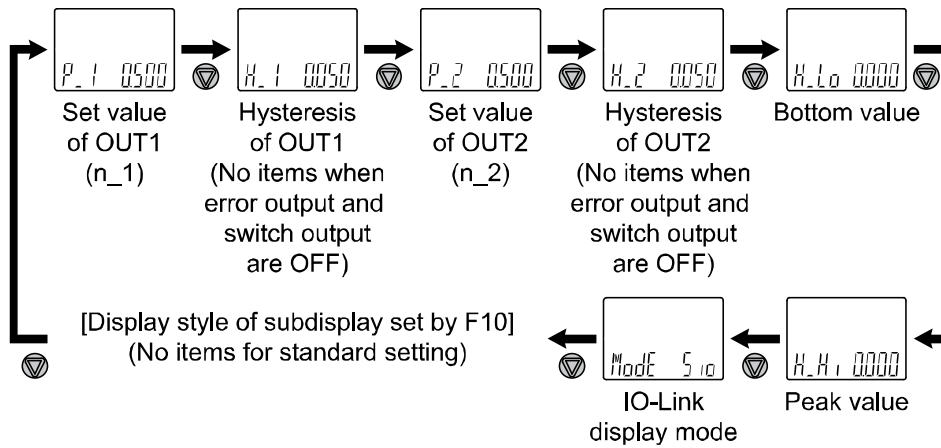 P_1 0.500
H_1 0.050
P_2 0.500
H_2 0.050
H_Lo 0.000
Set value
of OUT1
(n_1)
Hysteresis
of OUT1
(No items when
error output and
switch output
are OFF)
Set value
of OUT2
(n_2)
Hysteresis
of OUT2
(No items when
error output and
switch output
are OFF)
Bottom value
[Display style of subdisplay set by F10]
(No items for standard setting)
ModE Sio
IO-Link
display mode
H_Hi 0.000
Peak value